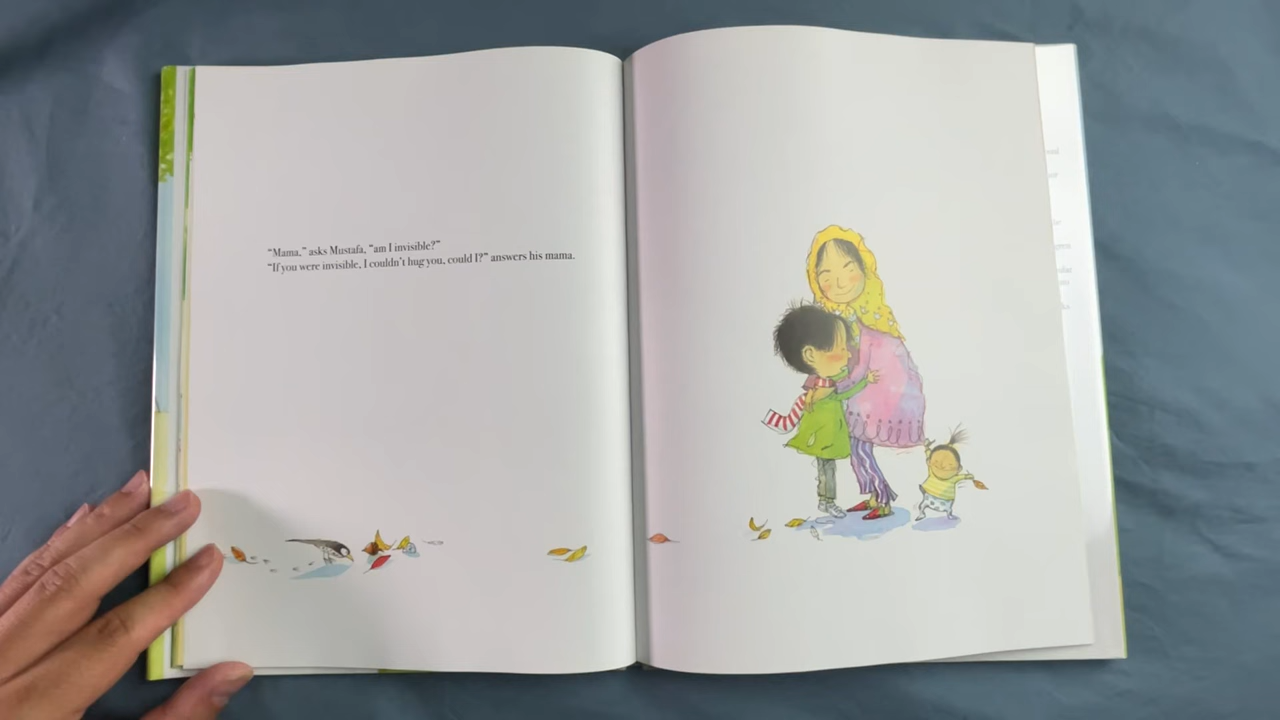 “Mama,” asks Mustafa, “am I invisible?”
“If you were invisible, I couldn’t hug you, could I?” answers his mama.